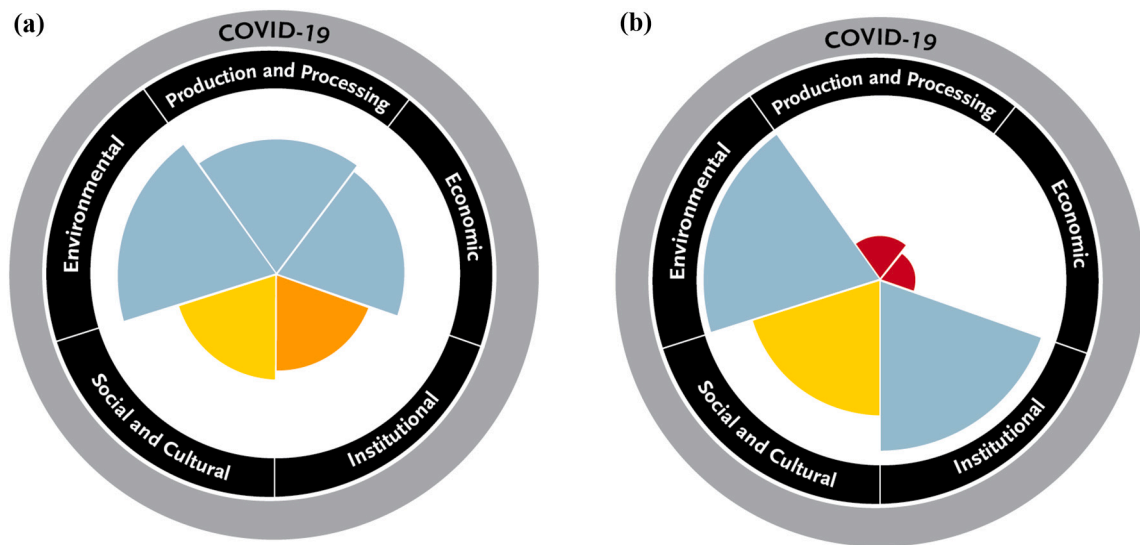 (a)
COVID-19
Production and Processing
Environmental
Economic
Social and Cultural
Institutional
(b)
COVID-19
Production and Processing
Environmental
Economic
Social and Cultural
Institutional